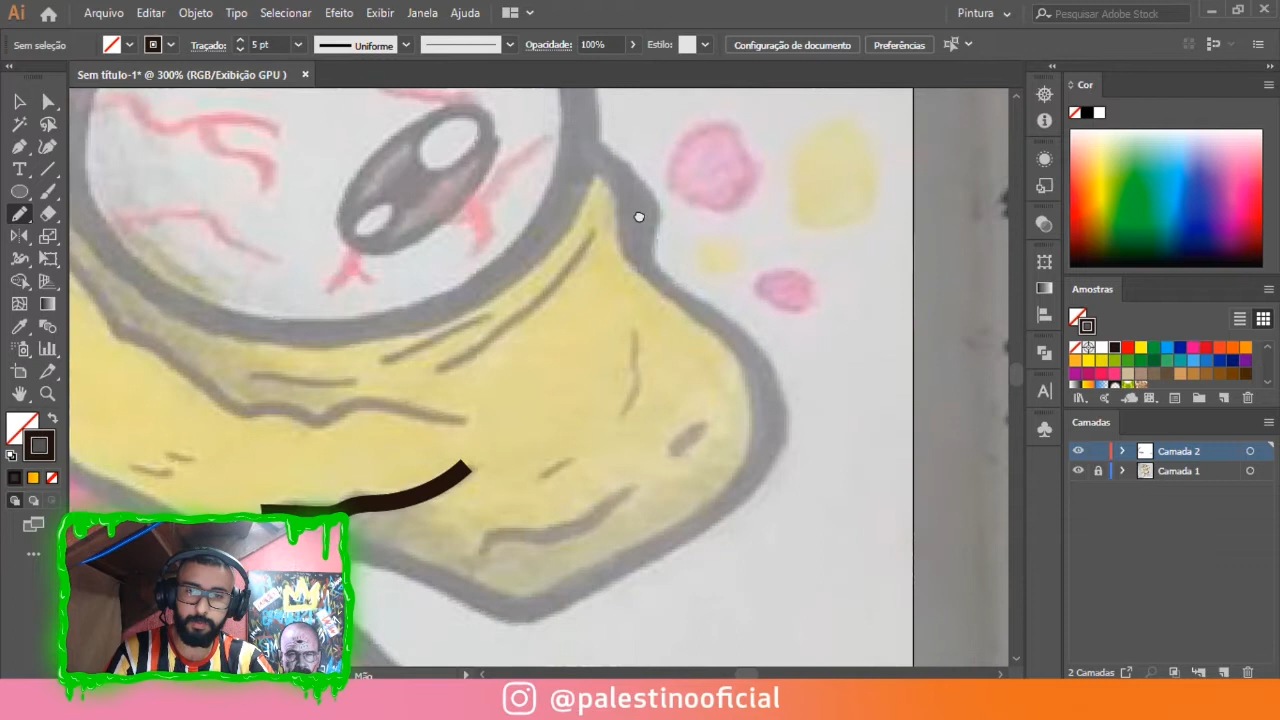 Ai
Arquivo Editar Objeto Tipo Selecionar Efeito Exibir Janela Ajuda
Pintura
Pesquisar Adobe Stock
Sem seleção
Traçado: 5 pt
Uniforme
Opacidade: 100%
Estilo:
Configuração de documento
Preferências
Sem título-1* @ 300% (RGB/Exibição GPU )
Cor
Amostras
Camadas
Camada 2
Camada 1
Mão
2 Camadas
@palestinooficial